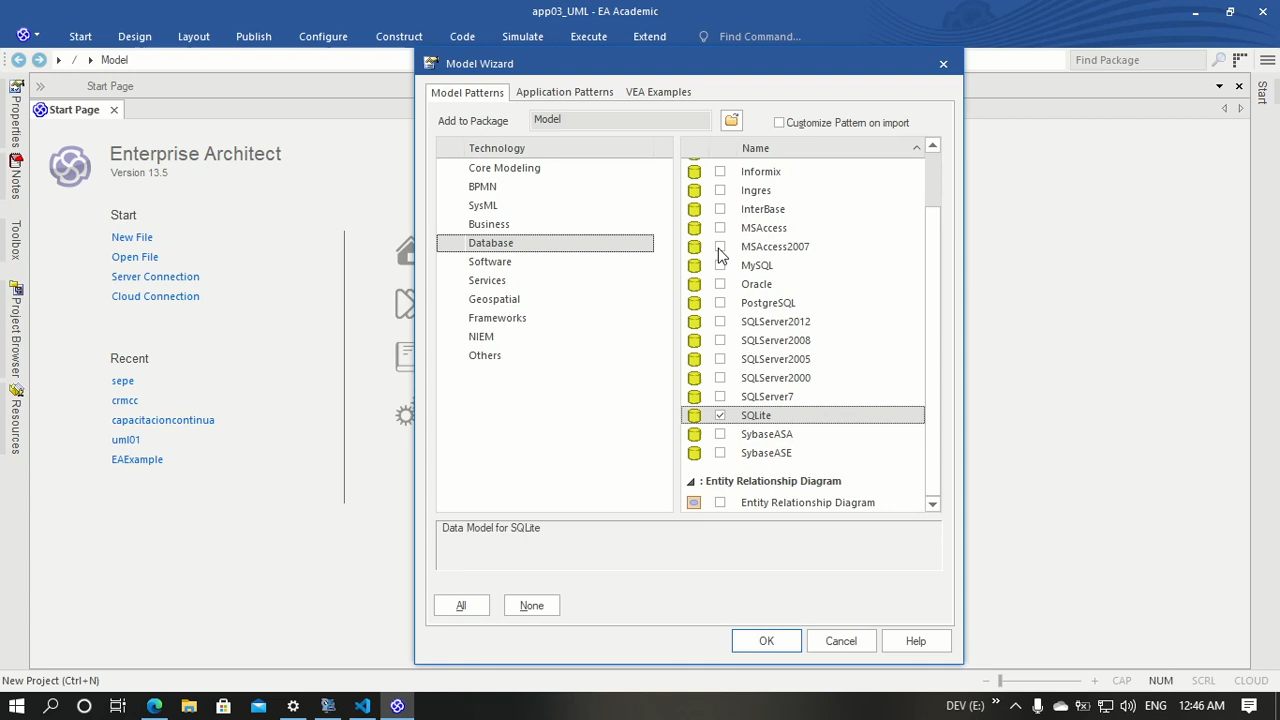 app03_UML - EA Academic
Start Design Layout Publish Configure Construct Code Simulate Execute Extend Find Command...
Model
Find Package
Start Page
Start Page
Properties
Notes
Toolbox
Project Browser
Resources
Start
Enterprise Architect
Version 13.5
Start
New File
Open File
Server Connection
Cloud Connection
Recent
sepe
crmcc
capacitacioncontinua
uml01
EAExample
Model Wizard
Model Patterns Application Patterns VEA Examples
Add to Package Model Customize Pattern on import
Technology
Core Modeling
BPMN
SysML
Business
Database
Software
Services
Geospatial
Frameworks
NIEM
Others
Name
Informix
Ingres
InterBase
MSAccess
MSAccess2007
MySQL
Oracle
PostgreSQL
SQLServer2012
SQLServer2008
SQLServer2005
SQLServer2000
SQLServer7
SQLite
SybaseASA
SybaseASE
: Entity Relationship Diagram
Entity Relationship Diagram
Data Model for SQLite
All None
OK Cancel Help
New Project (Ctrl+N)
CAP NUM SCRL CLOUD
DEV (E:) ENG 12:46 AM